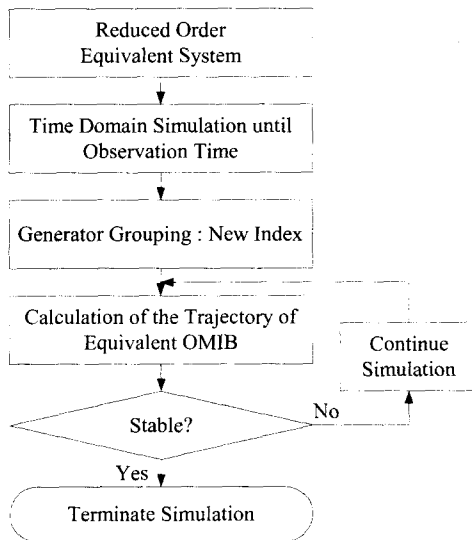 Reduced Order
Equivalent System
Time Domain Simulation until
Observation Time
Generator Grouping : New Index
Calculation of the Trajectory of
Equivalent OMIB
Continue
Simulation
Stable?
No
Yes
Terminate Simulation